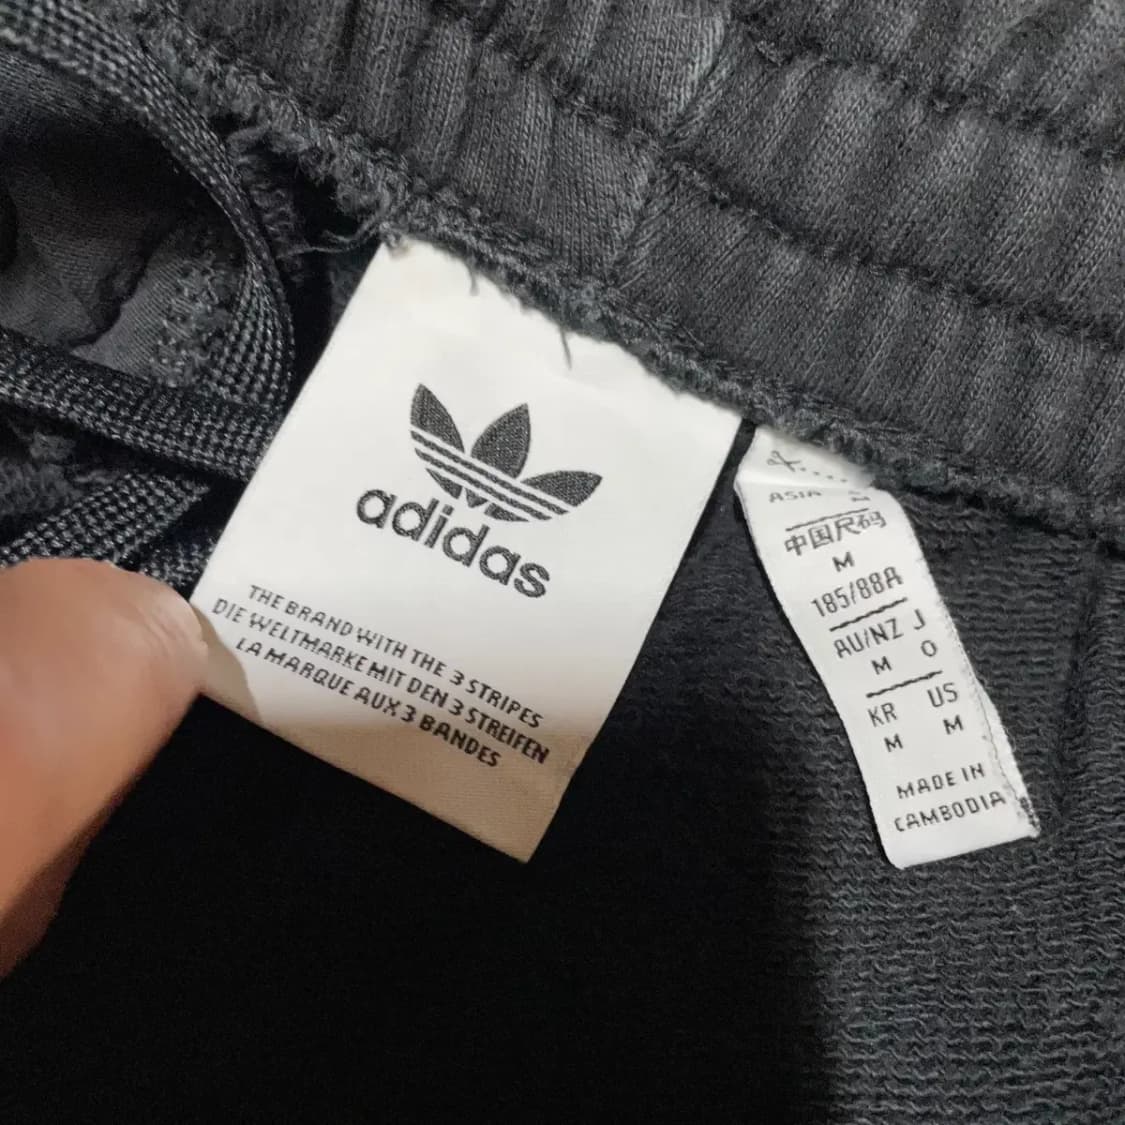 adidas
THE BRAND WITH THE 3 STRIPES
DIE WELTMARKE MIT DEN 3 STREIFEN
LA MARQUE AUX 3 BANDES
ASIA
中国尺码
M
185/88A
AU/NZ J
M O
KR US
M M
MADE IN
CAMBODIA